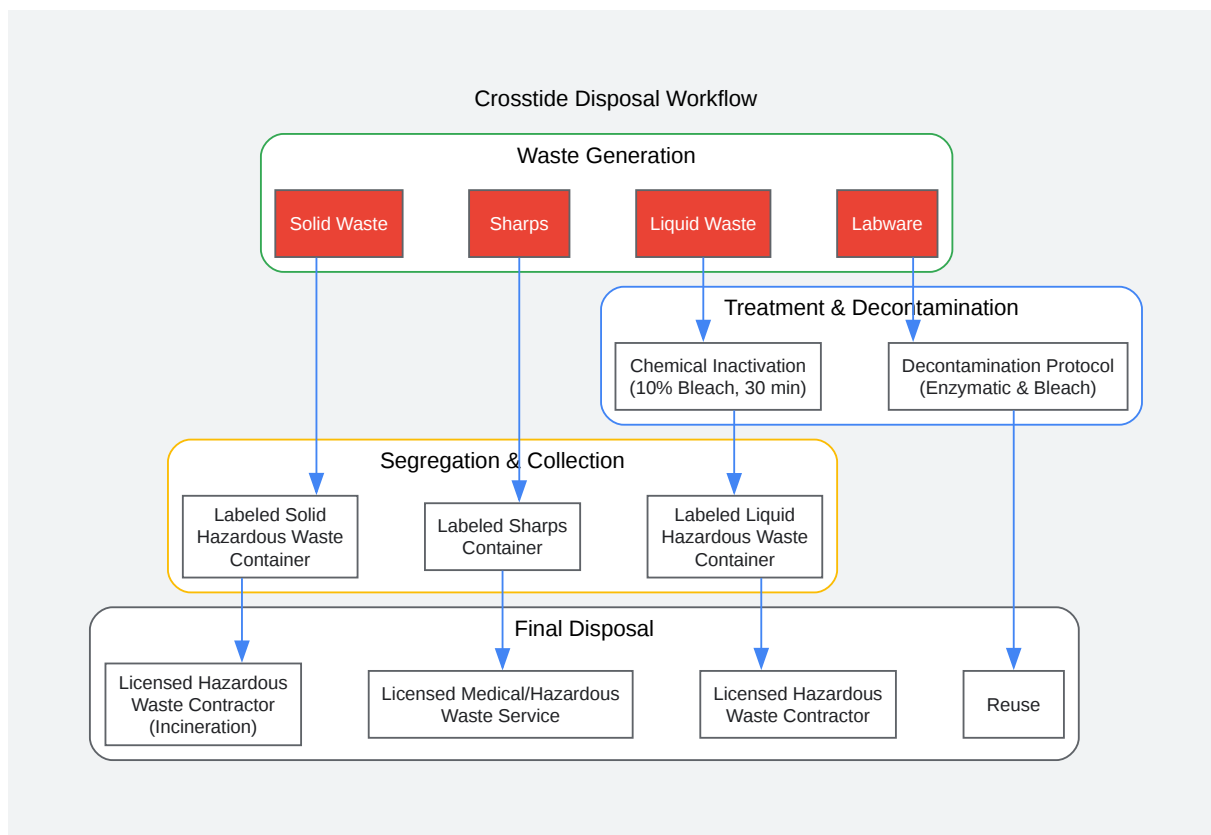 Crosstide Disposal Workflow
Waste Generation
Solid Waste
Sharps
Liquid Waste
Labware
Treatment & Decontamination
Chemical Inactivation
(10% Bleach, 30 min)
Decontamination Protocol
(Enzymatic & Bleach)
Segregation & Collection
Labeled Solid
Hazardous Waste
Container
Labeled Sharps
Container
Labeled Liquid
Hazardous Waste
Container
Final Disposal
Licensed Hazardous
Waste Contractor
(Incineration)
Licensed Medical/Hazardous
Waste Service
Licensed Hazardous
Waste Contractor
Reuse